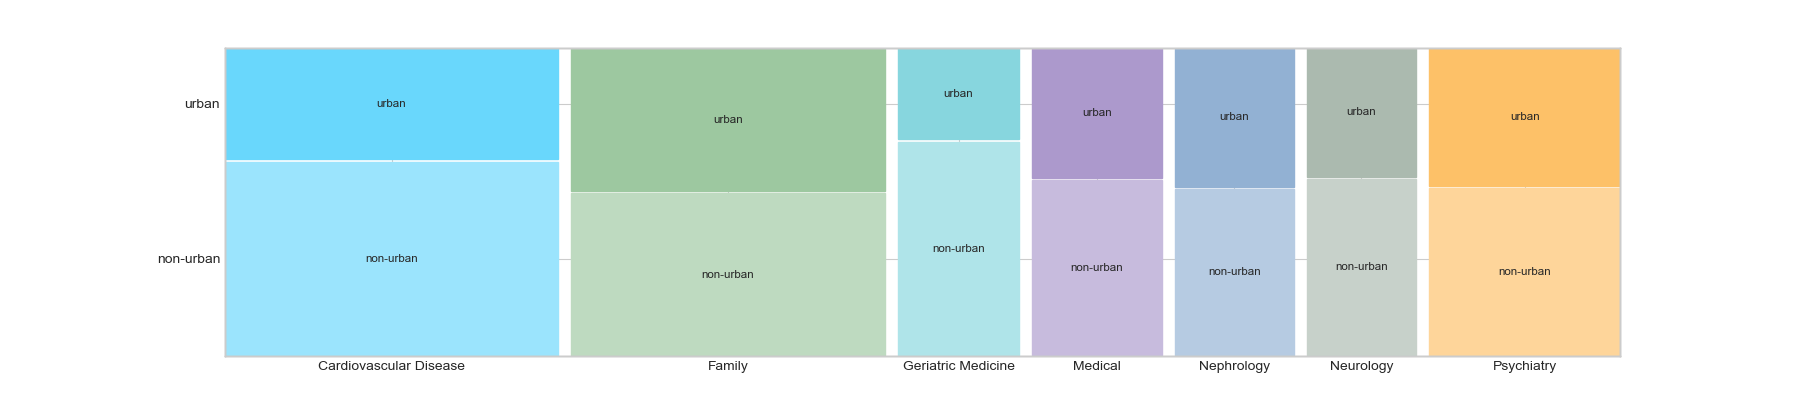 urban
non-urban
urban
urban
urban
urban
urban
urban
urban
non-urban
non-urban
non-urban
non-urban
non-urban
non-urban
non-urban
Cardiovascular Disease
Family
Geriatric Medicine
Medical
Nephrology
Neurology
Psychiatry